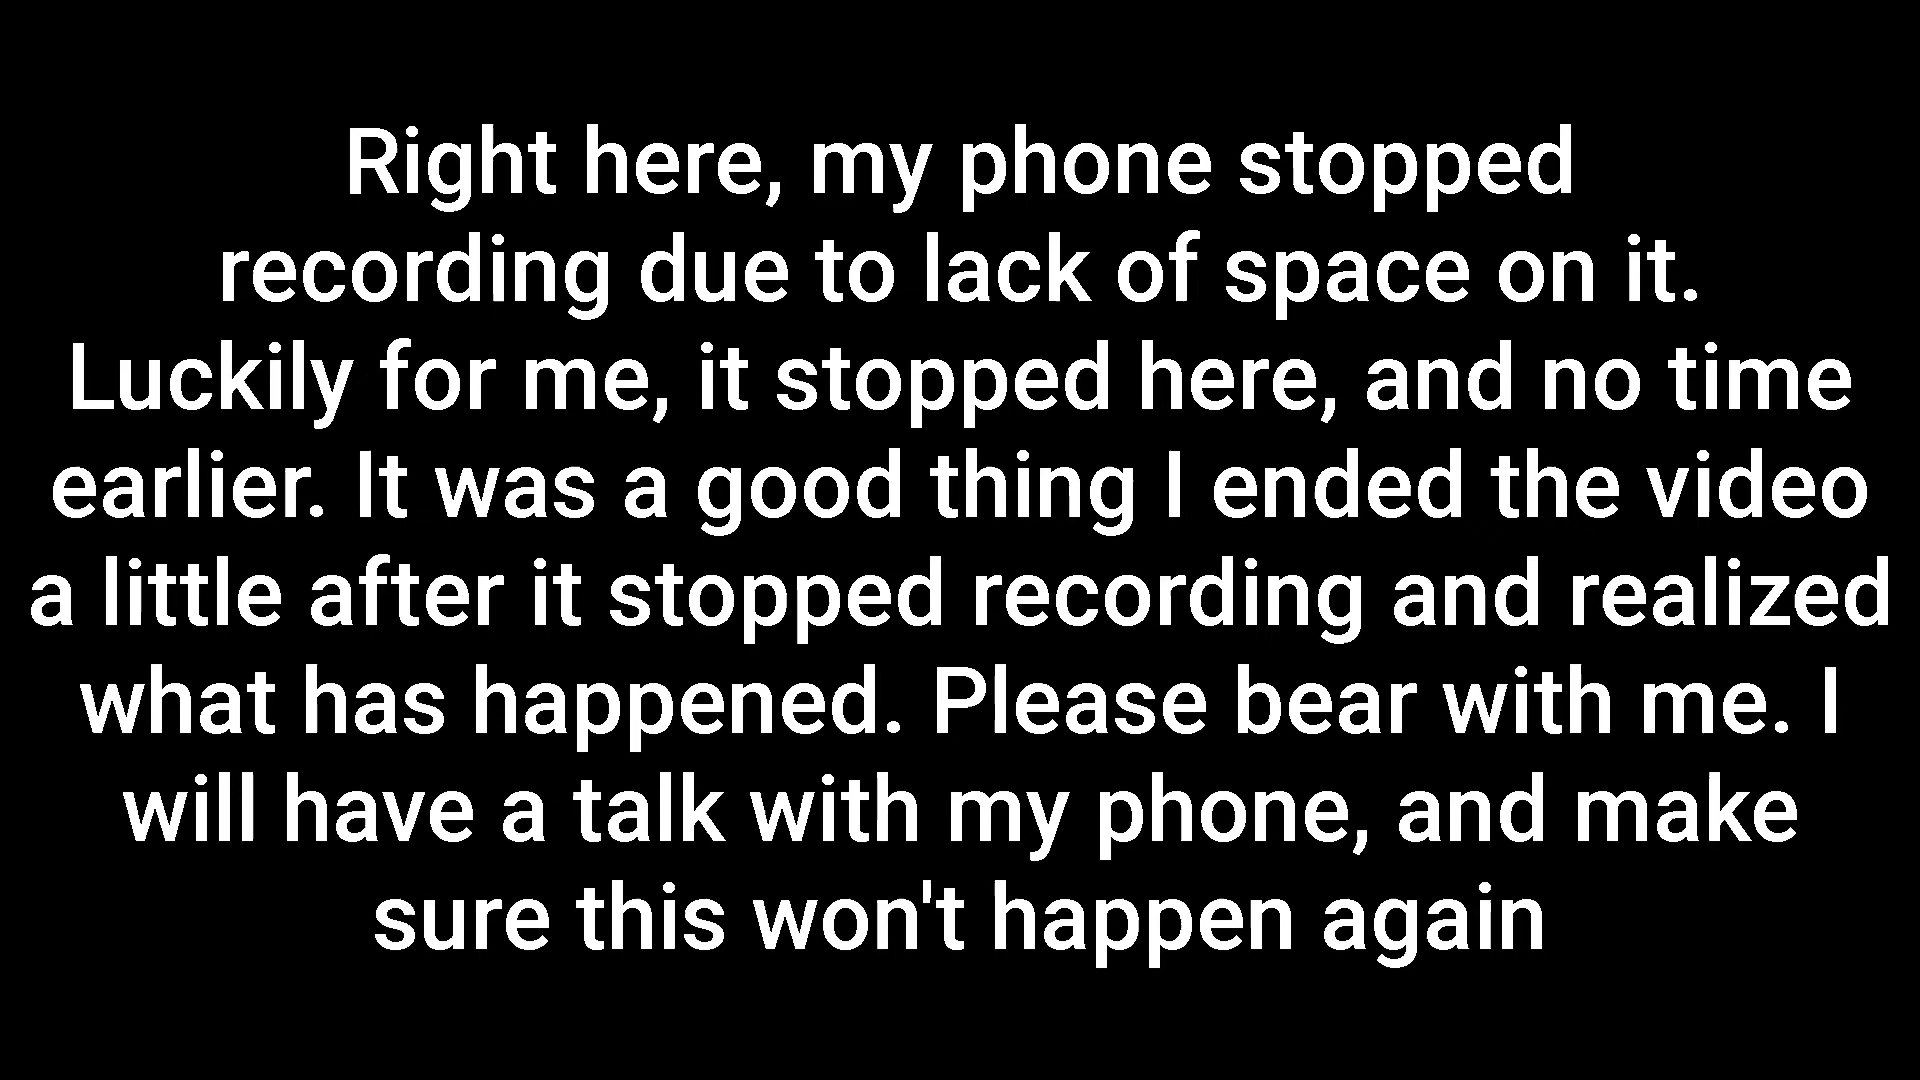 Right here, my phone stopped
recording due to lack of space on it.
Luckily for me, it stopped here, and no time
earlier. It was a good thing I ended the video
a little after it stopped recording and realized
what has happened. Please bear with me. I
will have a talk with my phone, and make
sure this won't happen again